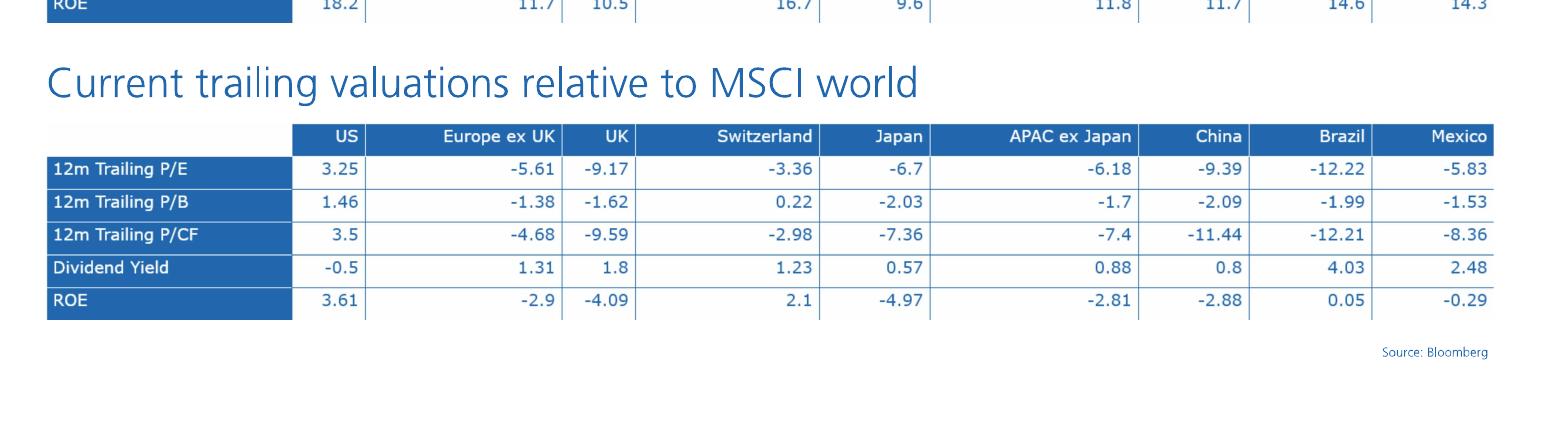 ROE 18.2 11.7 10.5 16.7 9.6 11.8 11.7 14.6 14.3
Current trailing valuations relative to MSCI world
US Europe ex UK UK Switzerland Japan APAC ex Japan China Brazil Mexico
12m Trailing P/E 3.25 -5.61 -9.17 -3.36 -6.7 -6.18 -9.39 -12.22 -5.83
12m Trailing P/B 1.46 -1.38 -1.62 0.22 -2.03 -1.7 -2.09 -1.99 -1.53
12m Trailing P/CF 3.5 -4.68 -9.59 -2.98 -7.36 -7.4 -11.44 -12.21 -8.36
Dividend Yield -0.5 1.31 1.8 1.23 0.57 0.88 0.8 4.03 2.48
ROE 3.61 -2.9 -4.09 2.1 -4.97 -2.81 -2.88 0.05 -0.29
Source: Bloomberg